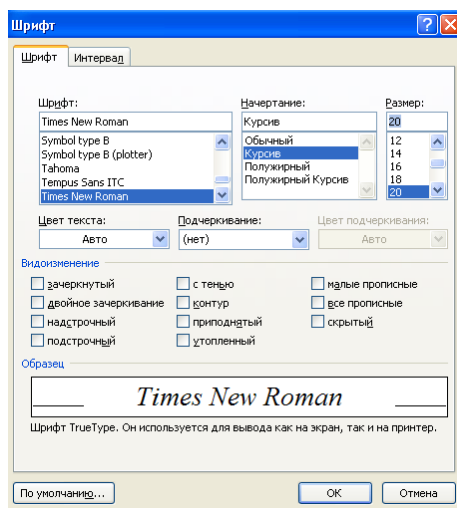 Шрифт
Шрифт Интервал
Шрифт: Начертание: Размер:
Times New Roman Курсив 20
Symbol type B Обычный 12
Symbol type B (plotter) Курсив 14
Tahoma Полужирный 16
Tempus Sans ITC Полужирный Курсив 18
Times New Roman 20
Цвет текста: Подчеркивание: Цвет подчеркивания:
Авто (нет) Авто
Видоизменение
зачеркнутый с тенью малые прописные
двойное зачеркивание контур все прописные
надстрочный приподнятый скрытый
подстрочный утопленный
Образец
Times New Roman
Шрифт TrueType. Он используется для вывода как на экран, так и на принтер.
По умолчанию... ОК Отмена